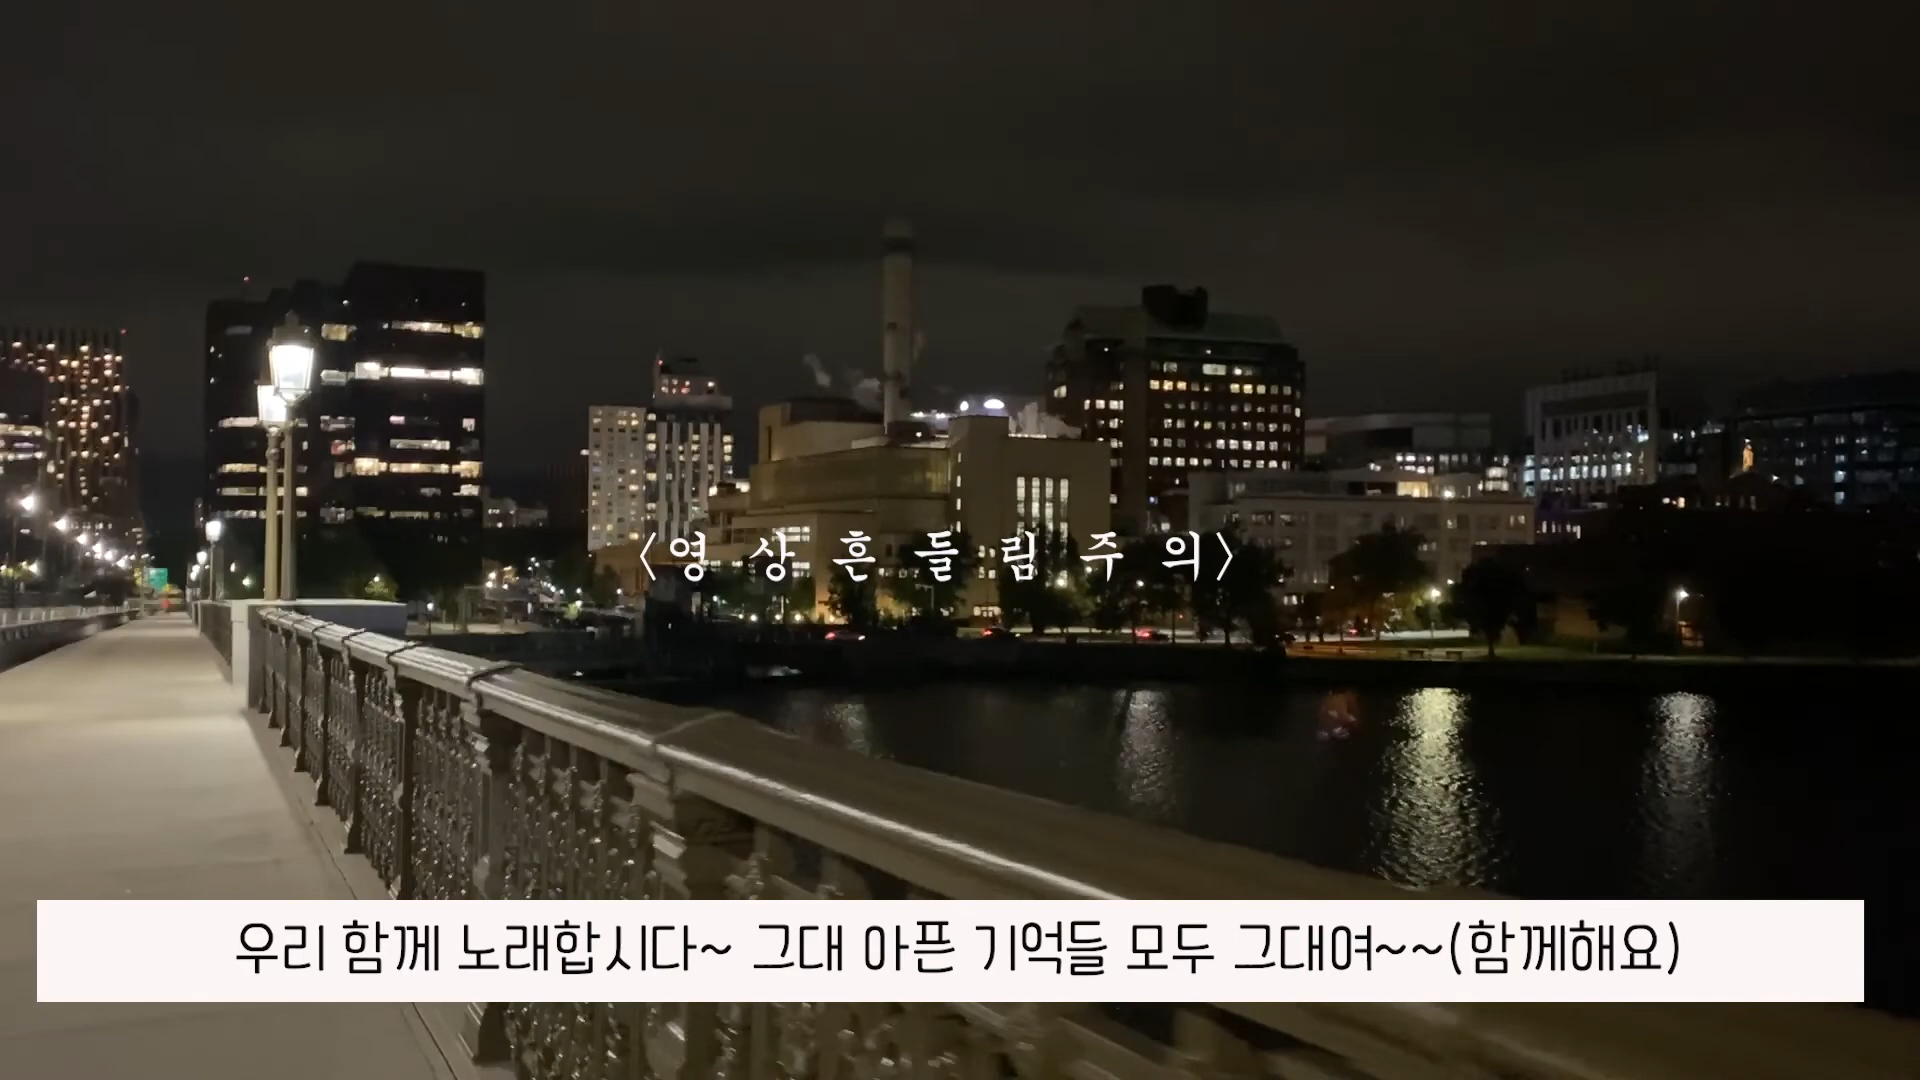 〈영 상 흔 들 림 주 의〉
우리 함께 노래합시다~ 그대 아픈 기억들 모두 그대여~~(함께해요)